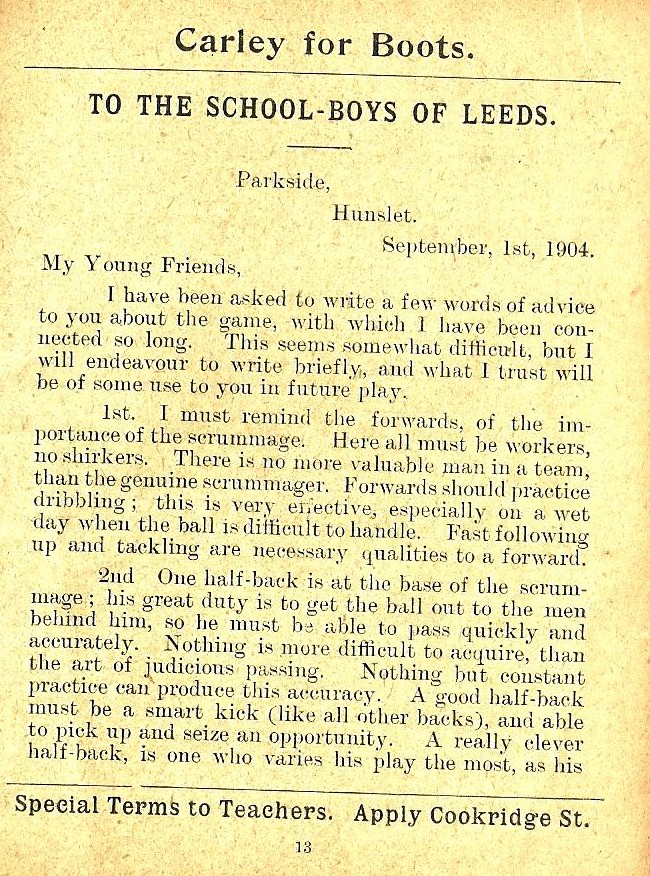 Carley for Boots.
TO THE SCHOOL-BOYS OF LEEDS.
Parkside,
Hunslet.
September, 1st, 1904.
My Young Friends,
I have been asked to write a few words of advice
to you about the game, with which I have been con-
nected so long. This seems somewhat difficult, but I
will endeavour to write briefly, and what I trust will
be of some use to you in future play.
1st. I must remind the forwards, of the im-
portance of the scrummage. Here all must be workers,
no shirkers. There is no more valuable man in a team,
than the genuine scrummager. Forwards should practice
dribbling; this is very effective, especially on a wet
day when the ball is difficult to handle. Fast following
up and tackling are necessary qualities to a forward.
2nd One half-back is at the base of the scrum-
mage; his great duty is to get the ball out to the men
behind him, so he must be able to pass quickly and
accurately. Nothing is more difficult to acquire, than
the art of judicious passing. Nothing but constant
practice can produce this accuracy. A good half-back
must be a smart kick (like all other backs), and able
to pick up and seize an opportunity. A really clever
half-back, is one who varies his play the most, as his
Special Terms to Teachers. Apply Cookridge St.
13